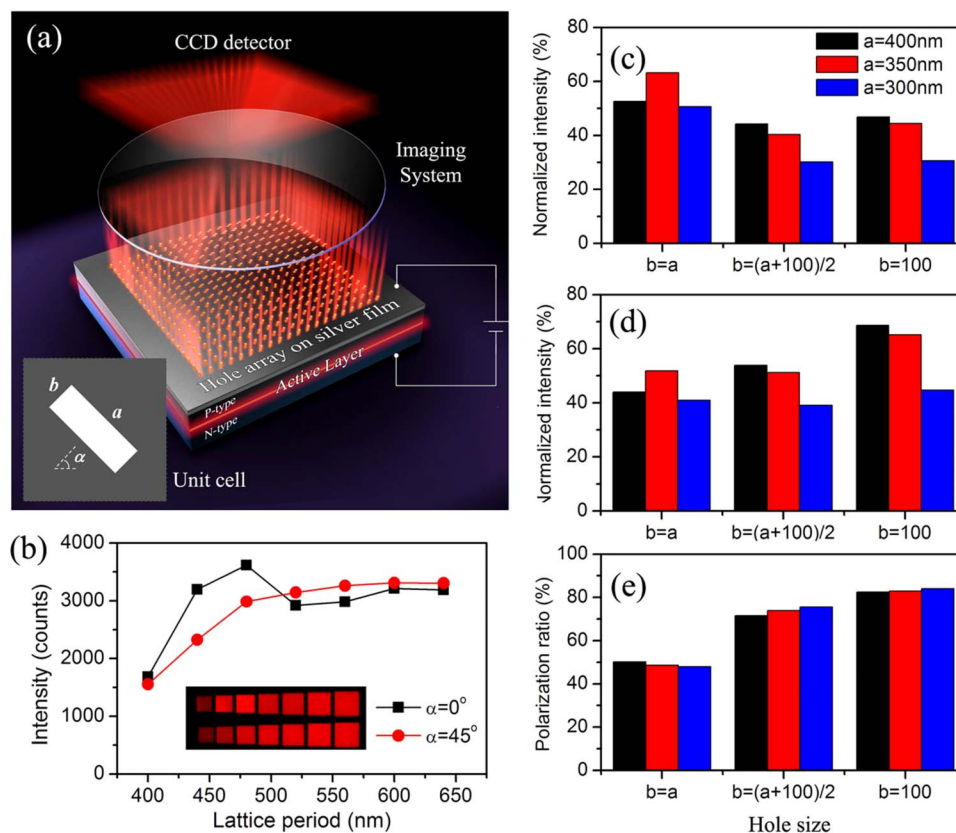 (a)
CCD detector
Imaging
System
Hole array on silver film
Active Layer
P-type
N-type
b
a
α
Unit cell
(b)
4000
3000
2000
1000
0
Intensity (counts)
α=0°
α=45°
400 450 500 550 600 650
Lattice period (nm)
(c)
a=400nm
a=350nm
a=300nm
80
60
40
20
0
Normalized intensity (%)
b=a b=(a+100)/2 b=100
(d)
80
60
40
20
0
Normalized intensity (%)
b=a b=(a+100)/2 b=100
(e)
100
80
60
40
20
0
Polarization ratio (%)
b=a b=(a+100)/2 b=100
Hole size